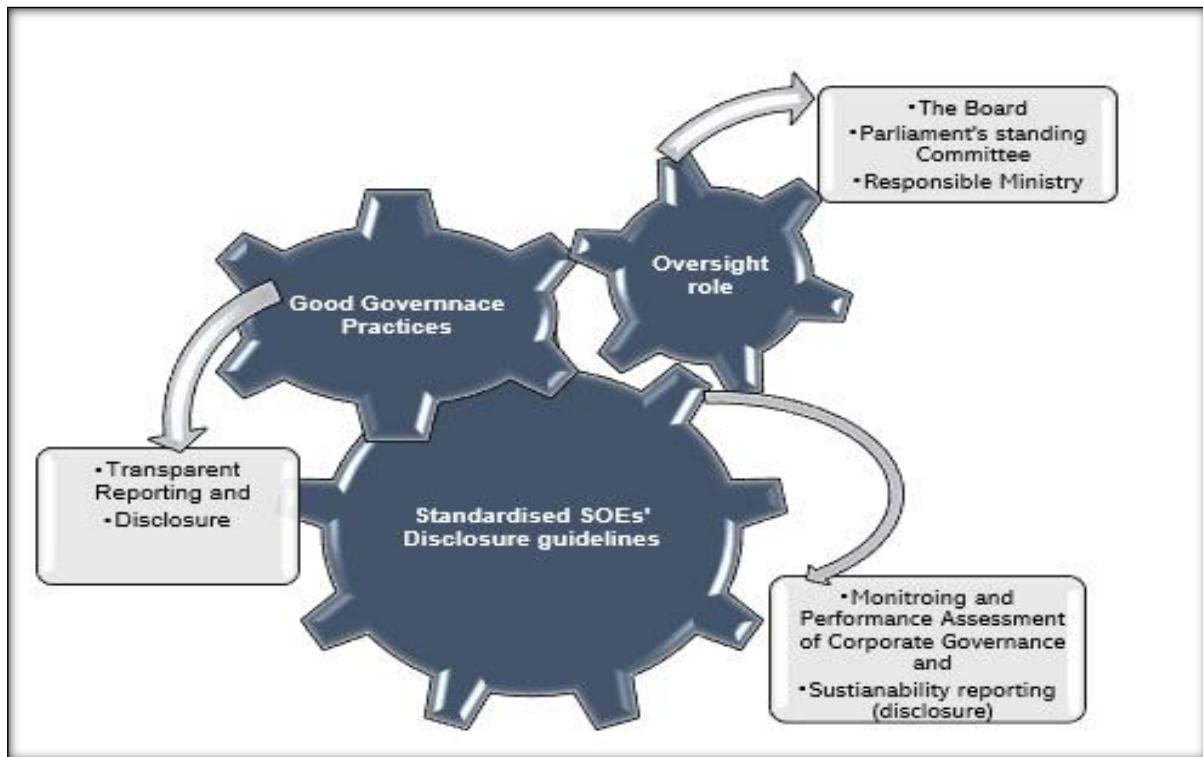 •The Board
•Parliament's standing
Committee
•Responsible Ministry
Oversight
role
Good Governnace
Practices
•Transparent
Reporting and
•Disclosure
Standardised SOEs'
Disclosure guidelines
•Monitroing and
Performance Assessment
of Corporate Governance
and
•Sustianability reporting
(disclosure)